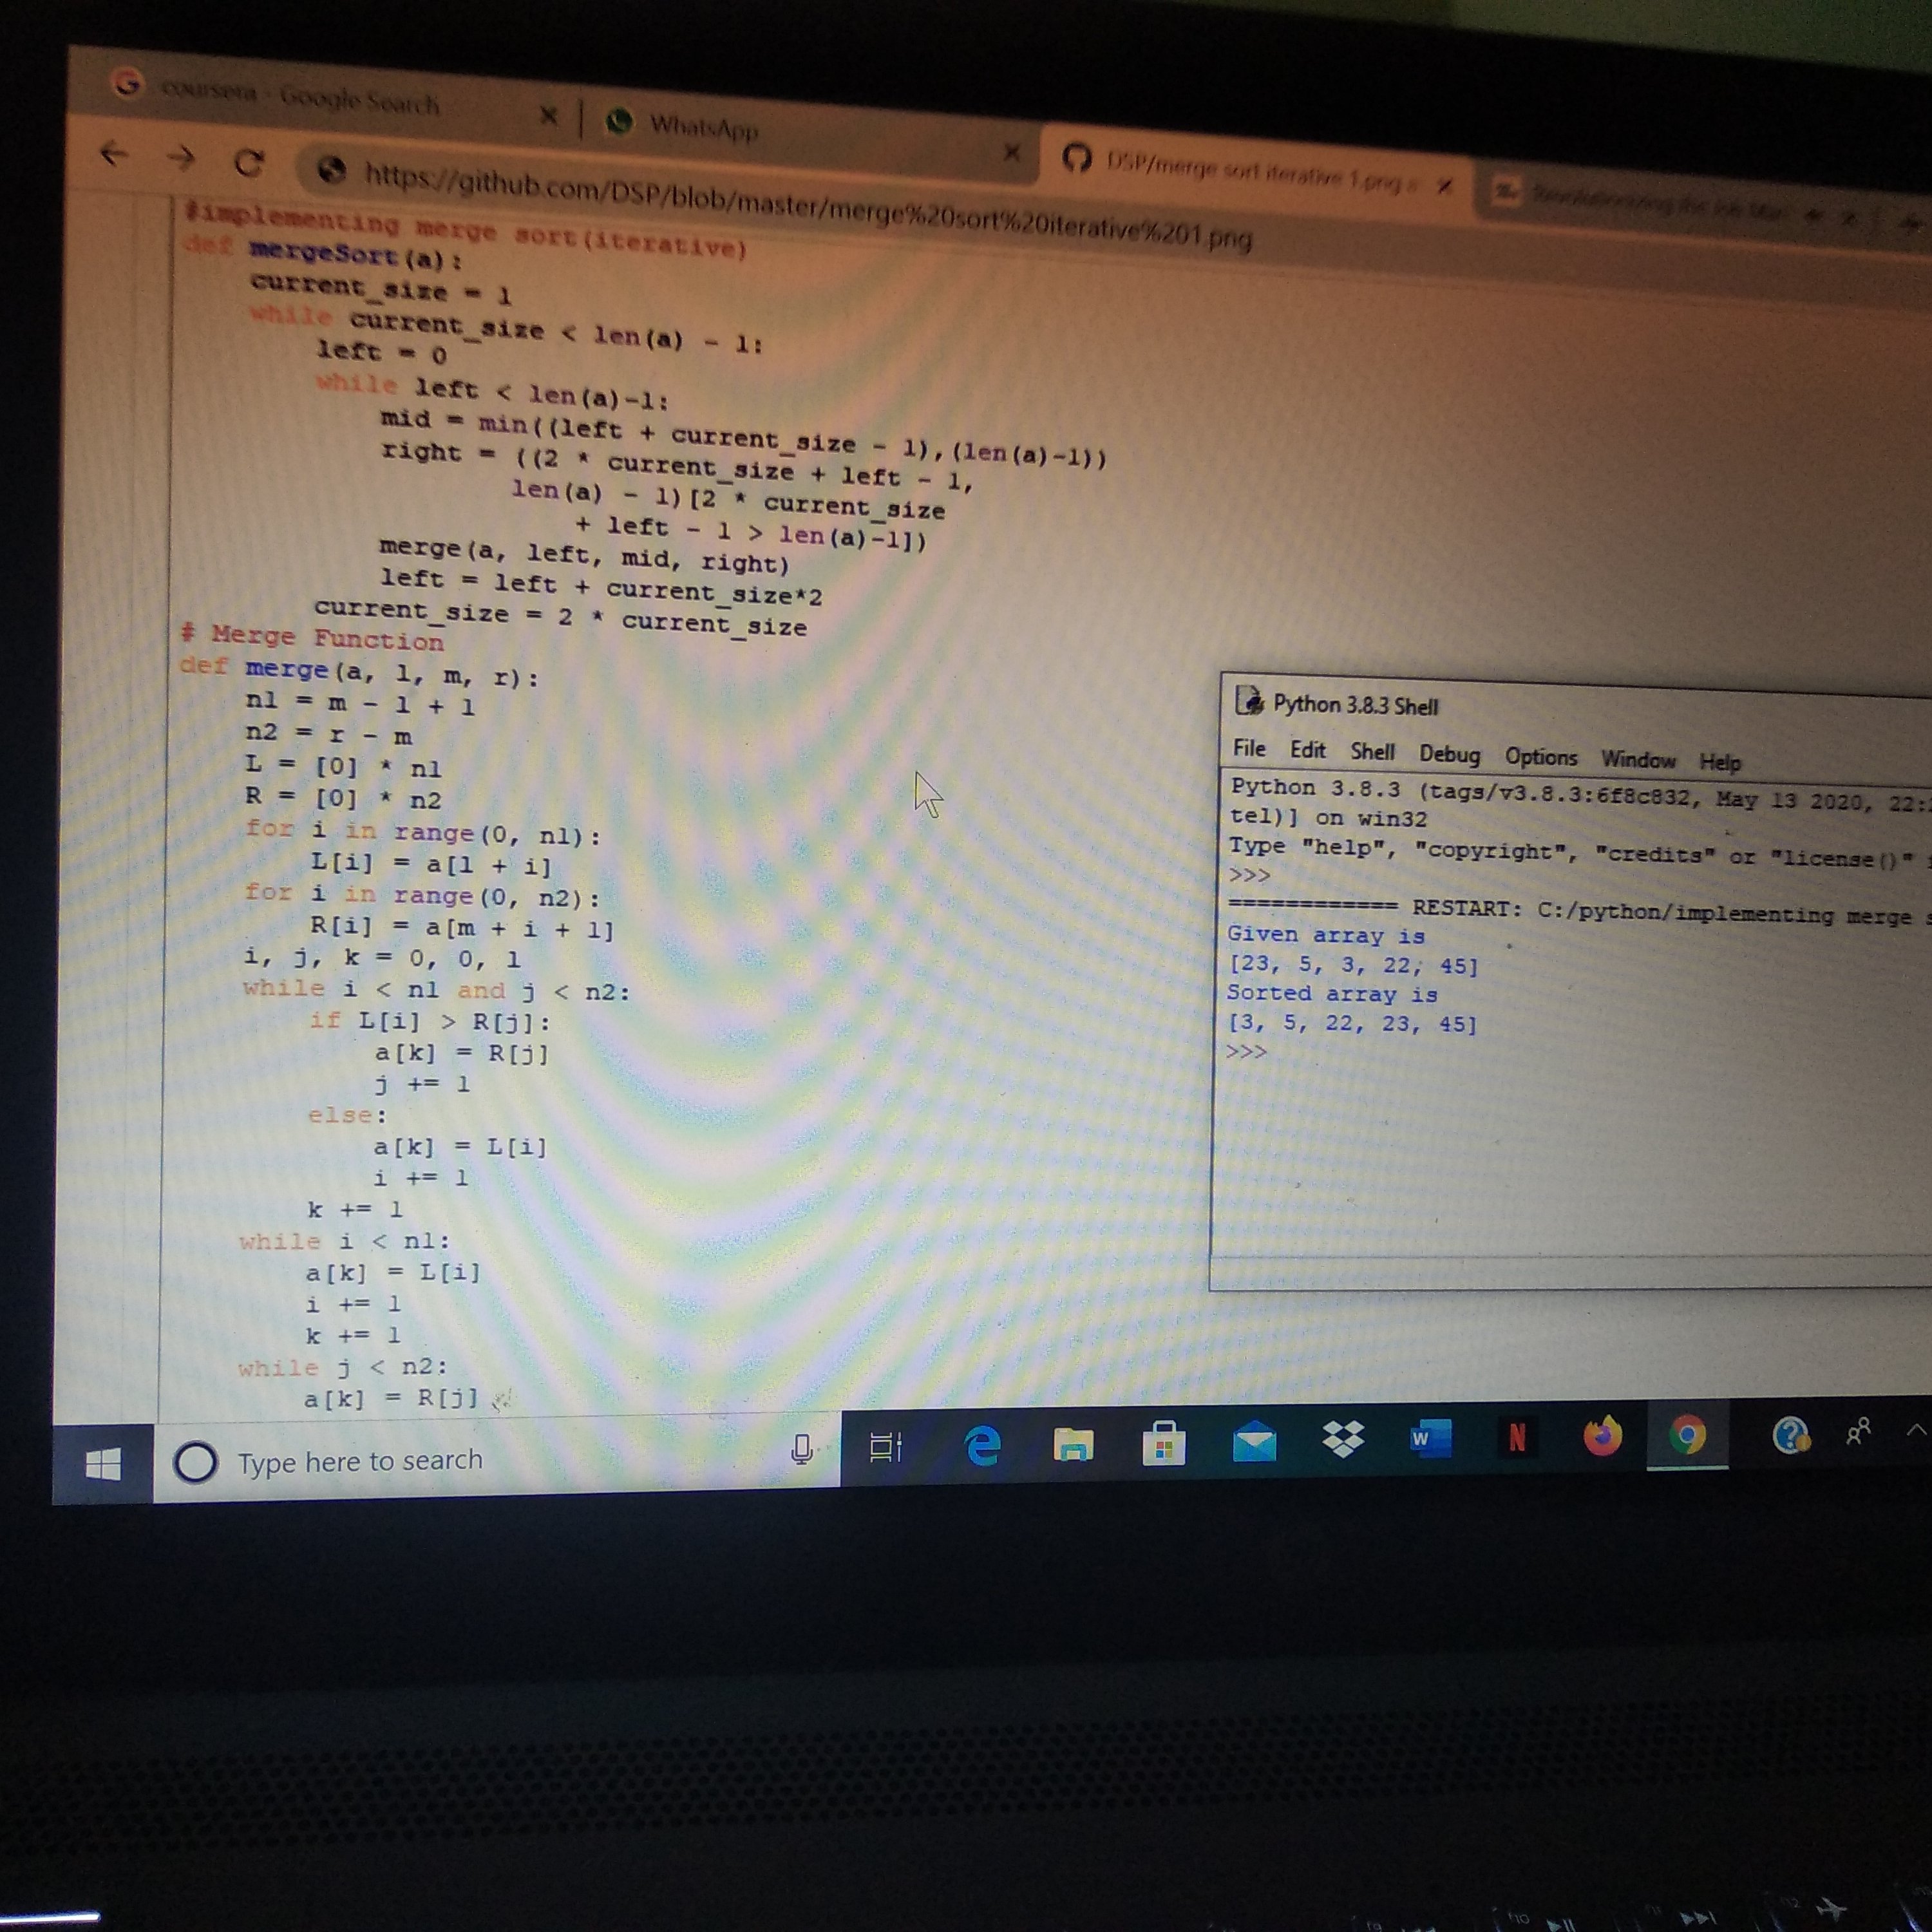 coursera - Google Search
WhatsApp
DSP/merge sort iterative 1.png a
https://github.com/DSP/blob/master/merge%20sort%20iterative%201.png
#implementing merge sort(iterative)
def mergeSort(a):
    current_size = 1
    while current_size < len(a) - 1:
        left = 0
        while left < len(a)-1:
            mid = min((left + current_size - 1),(len(a)-1))
            right = ((2 * current_size + left - 1,
                    len(a) - 1)[2 * current_size
                        + left - 1 > len(a)-1])
            merge(a, left, mid, right)
            left = left + current_size*2
        current_size = 2 * current_size
# Merge Function
def merge(a, l, m, r):
    n1 = m - l + 1
    n2 = r - m
    L = [0] * n1
    R = [0] * n2
    for i in range(0, n1):
        L[i] = a[l + i]
    for i in range(0, n2):
        R[i] = a[m + i + 1]
    i, j, k = 0, 0, l
    while i < n1 and j < n2:
        if L[i] > R[j]:
            a[k] = R[j]
            j += 1
        else:
            a[k] = L[i]
            i += 1
        k += 1
    while i < n1:
        a[k] = L[i]
        i += 1
        k += 1
    while j < n2:
        a[k] = R[j]
Python 3.8.3 Shell
File Edit Shell Debug Options Window Help
Python 3.8.3 (tags/v3.8.3:6f8c832, May 13 2020, 22:
tel)] on win32
Type "help", "copyright", "credits" or "license()"
>>>
============ RESTART: C:/python/implementing merge s
Given array is
[23, 5, 3, 22, 45]
Sorted array is
[3, 5, 22, 23, 45]
>>>
Type here to search
W
N
f10